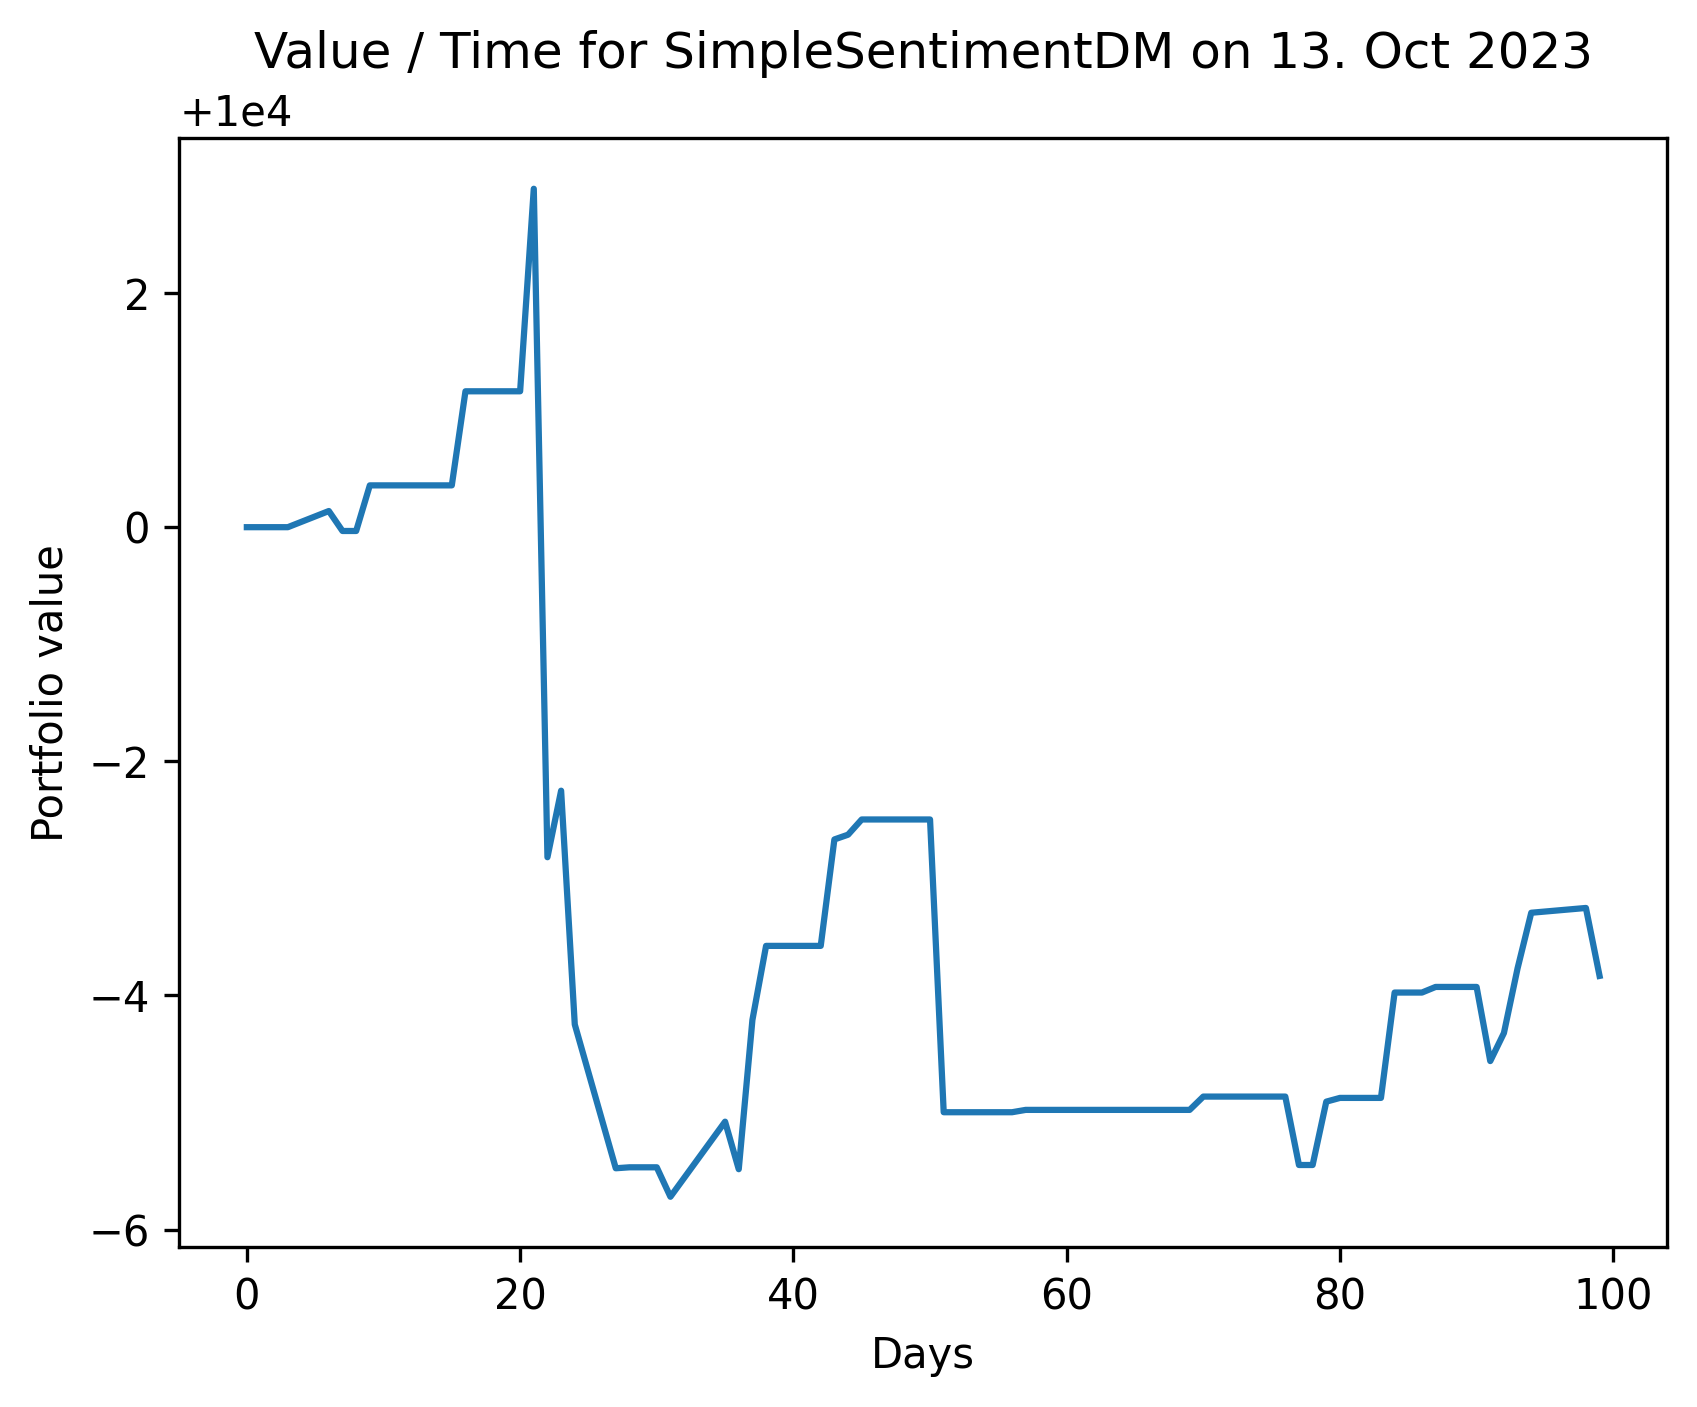 Value / Time for SimpleSentimentDM on 13. Oct 2023
+1e4
2
0
−2
−4
−6
Portfolio value
0 20 40 60 80 100
Days